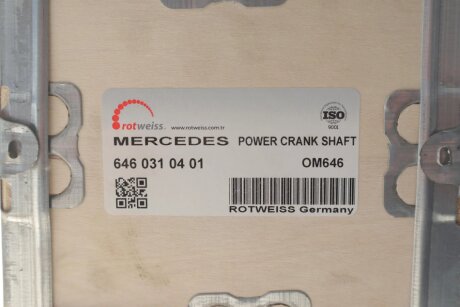 rotweiss
www.rotweiss.com.tr
ISO
9001
MERCEDES POWER CRANK SHAFT
646 031 04 01 OM646
ROTWEISS Germany